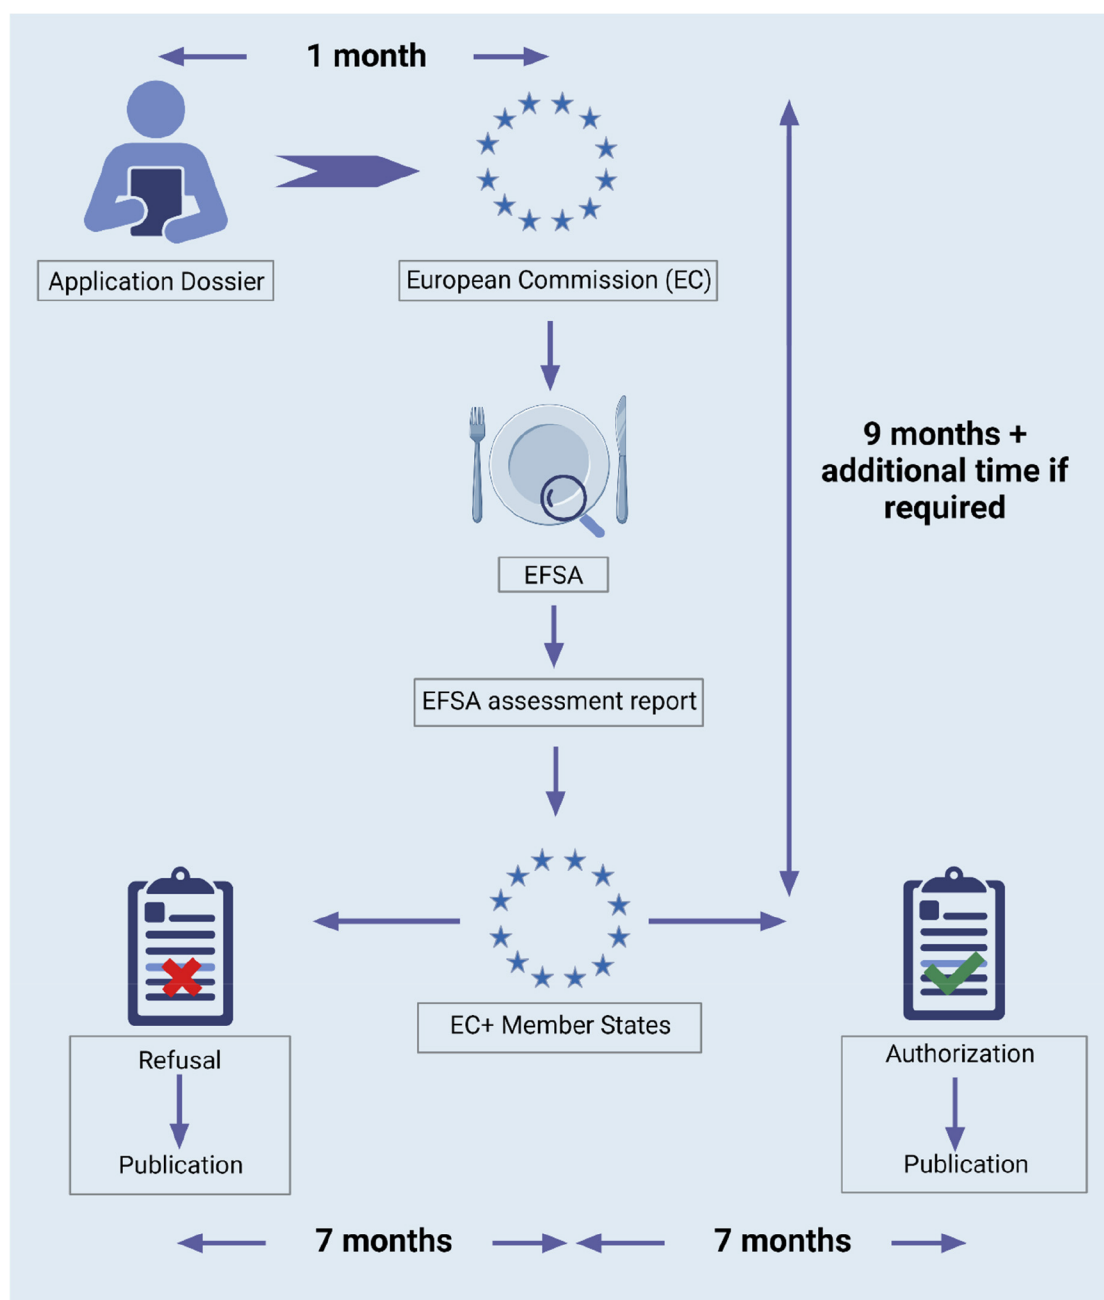 1 month
Application Dossier
European Commission (EC)
9 months +
additional time if
required
EFSA
EFSA assessment report
EC+ Member States
Refusal
Publication
Authorization
Publication
7 months
7 months